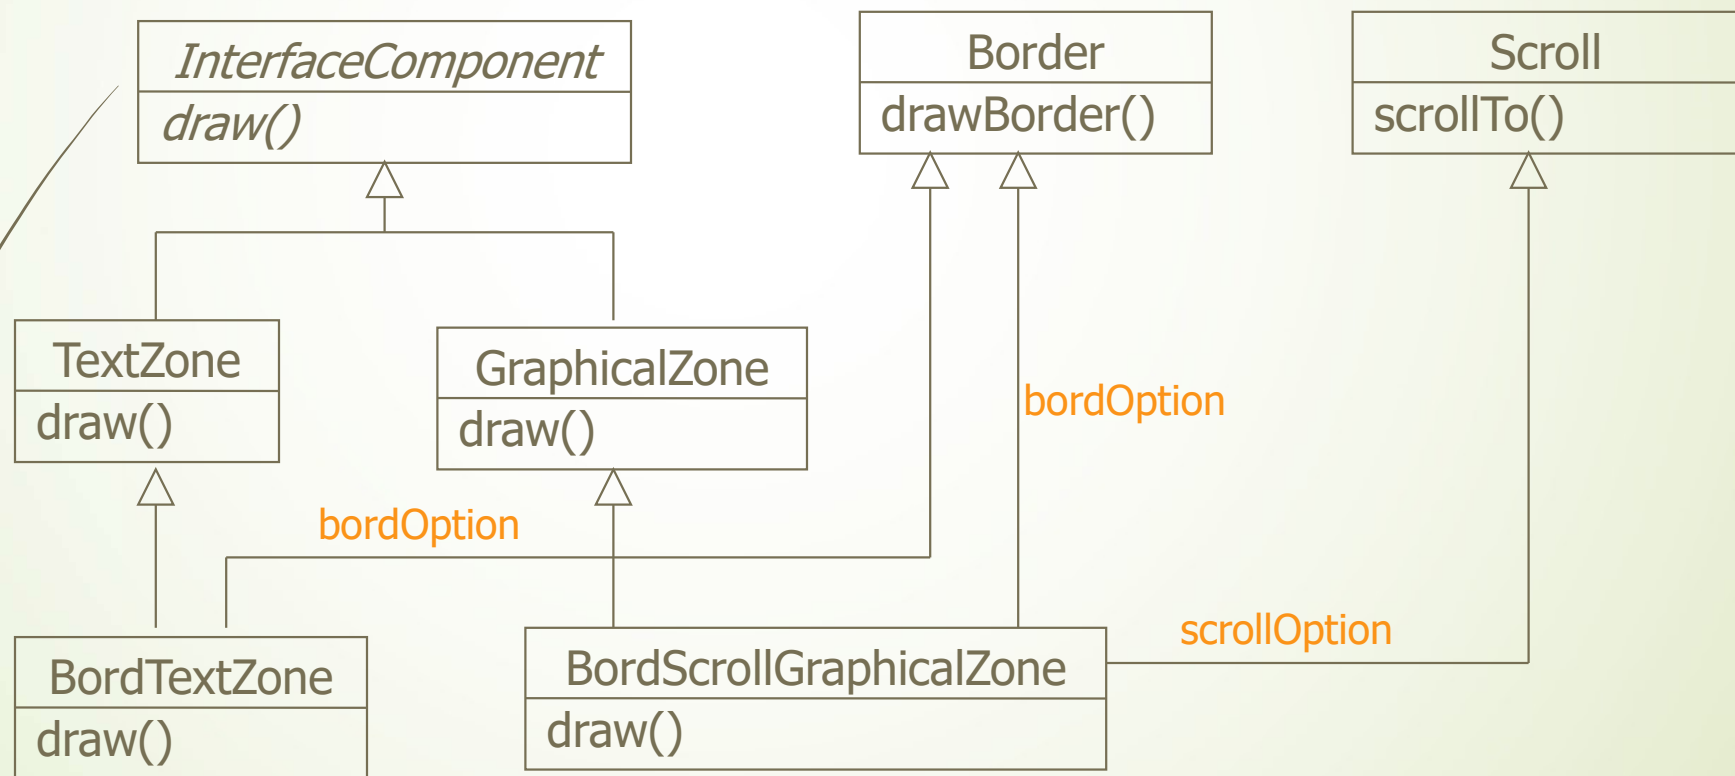 InterfaceComponent
draw()
Border
drawBorder()
Scroll
scrollTo()
TextZone
draw()
GraphicalZone
draw()
bordOption
bordOption
scrollOption
BordTextZone
draw()
BordScrollGraphicalZone
draw()